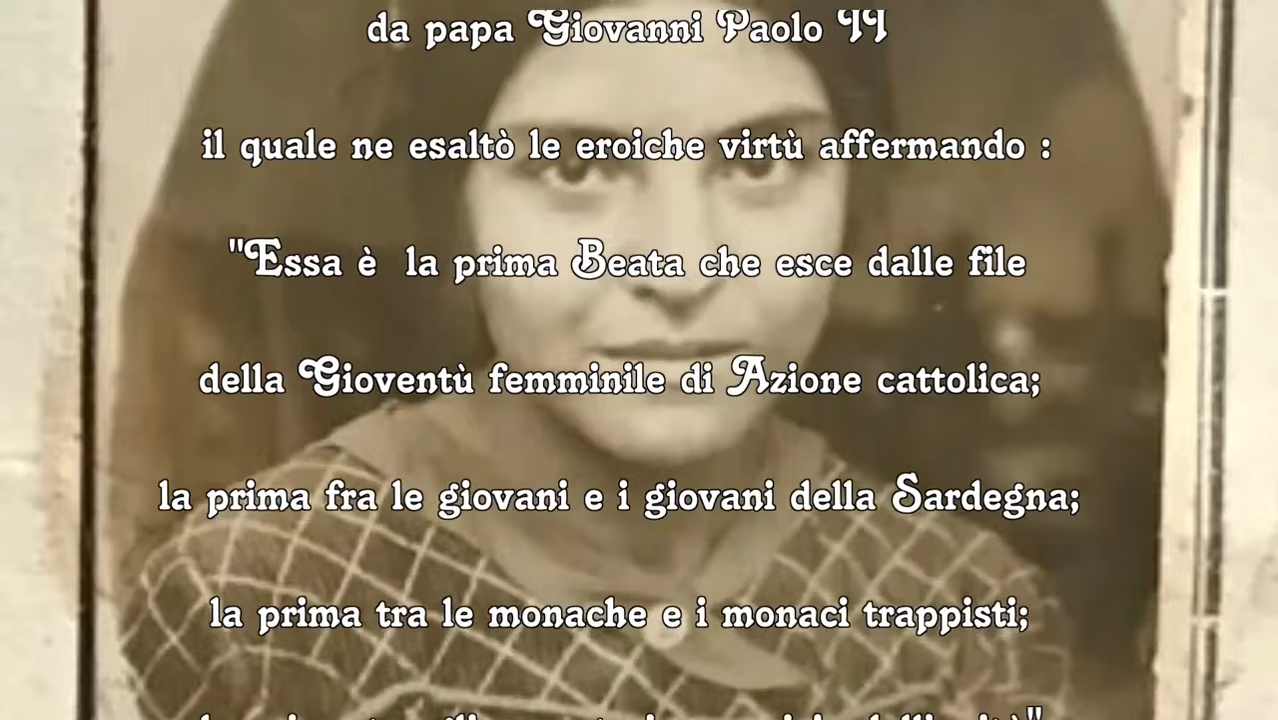 da papa Giovanni Paolo II
il quale ne esaltò le eroiche virtù affermando :
"Essa è la prima Beata che esce dalle file
della Gioventù femminile di Azione cattolica;
la prima fra le giovani e i giovani della Sardegna;
la prima tra le monache e i monaci trappisti;